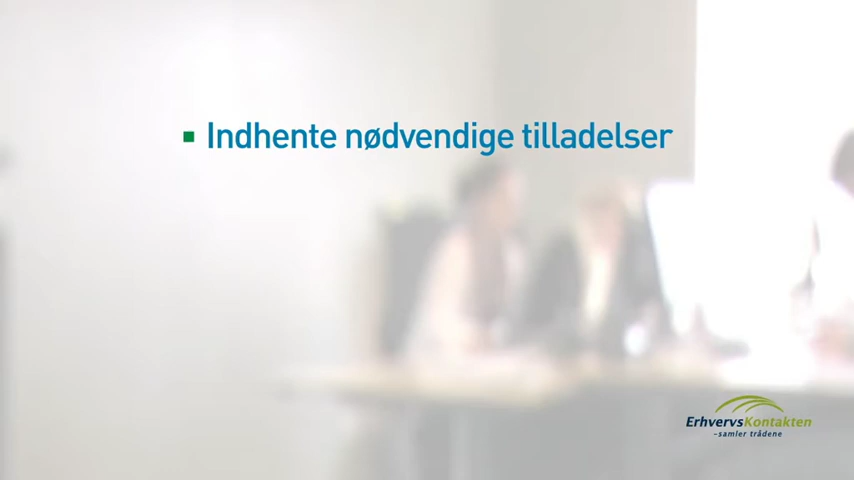 ▪ Indhente nødvendige tilladelser
ErhvervsKontakten
–samler trådene